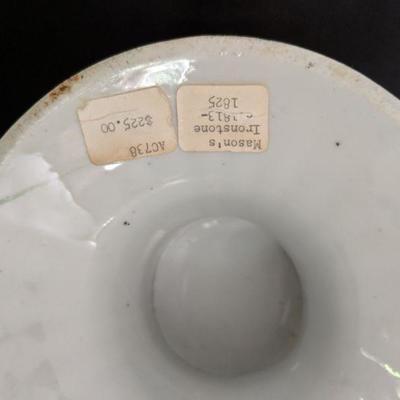 Mason's
Ironstone
c.1813-
1825
AC738
$225.00